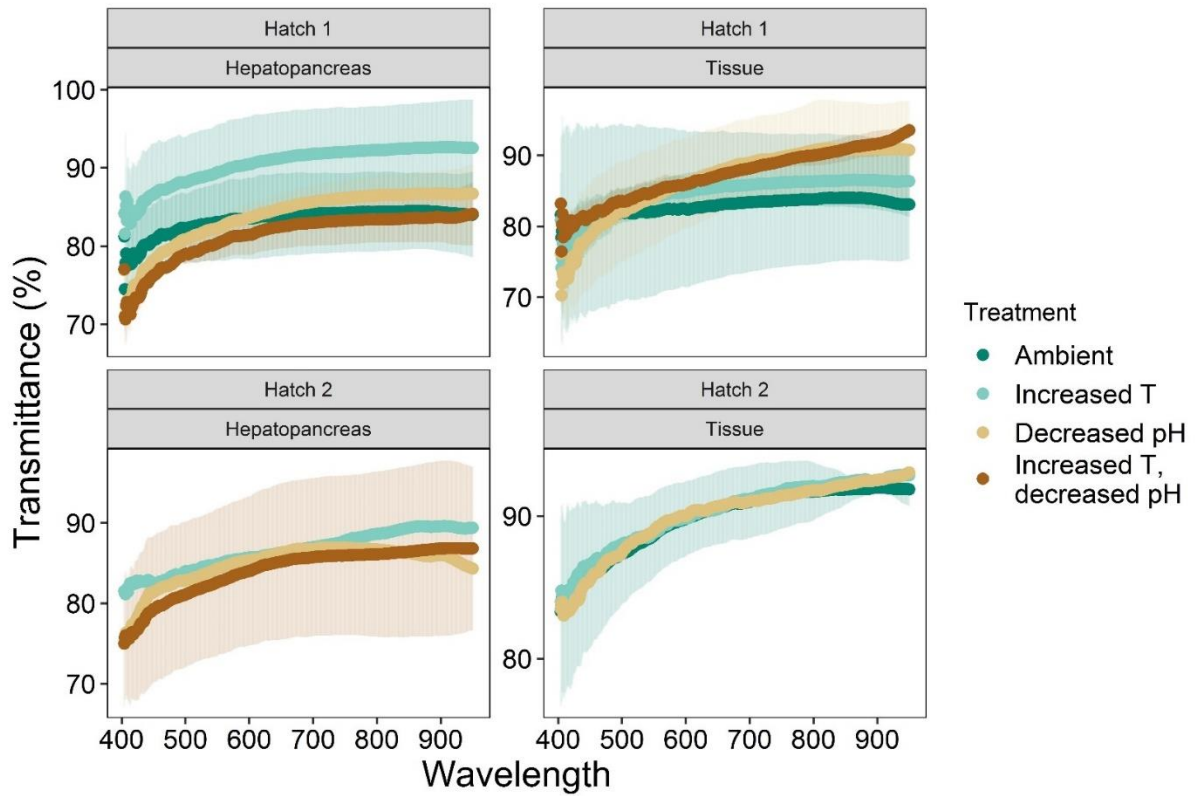 Hatch 1
Hepatopancreas
Hatch 1
Tissue
100
90
80
70
90
80
70
Hatch 2
Hepatopancreas
Hatch 2
Tissue
90
80
70
90
80
400 500 600 700 800 900
400 500 600 700 800 900
Transmittance (%)
Wavelength
Treatment
Ambient
Increased T
Decreased pH
Increased T,
decreased pH